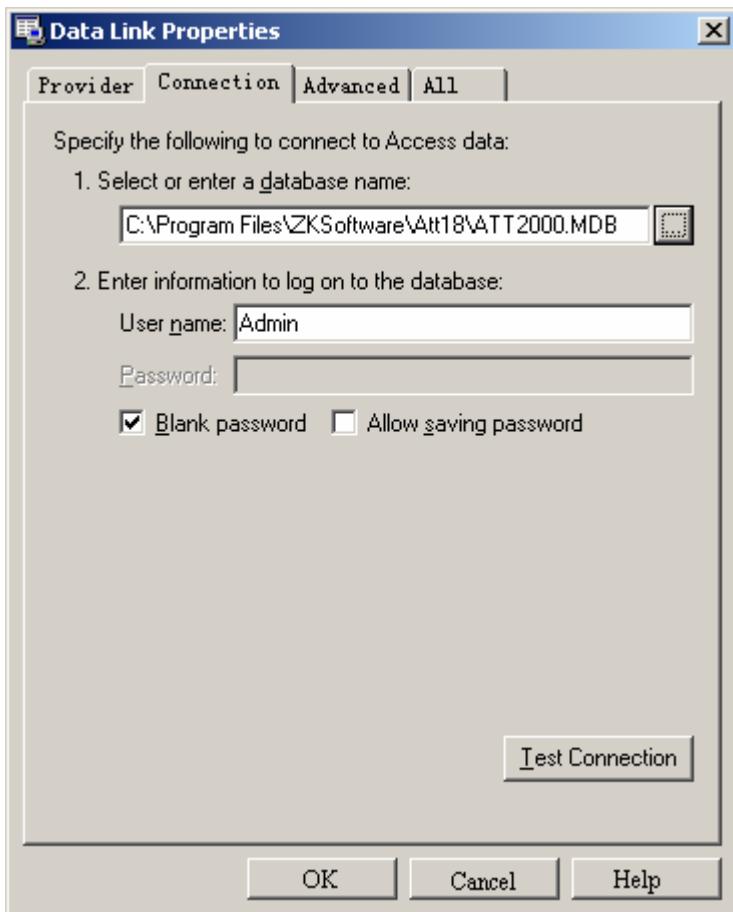 Data Link Properties
Provider Connection Advanced All
Specify the following to connect to Access data:
1. Select or enter a database name:
C:\Program Files\ZKSoftware\Att18\ATT2000.MDB ...
2. Enter information to log on to the database:
User name: Admin
Password:
Blank password Allow saving password
Test Connection
OK Cancel Help